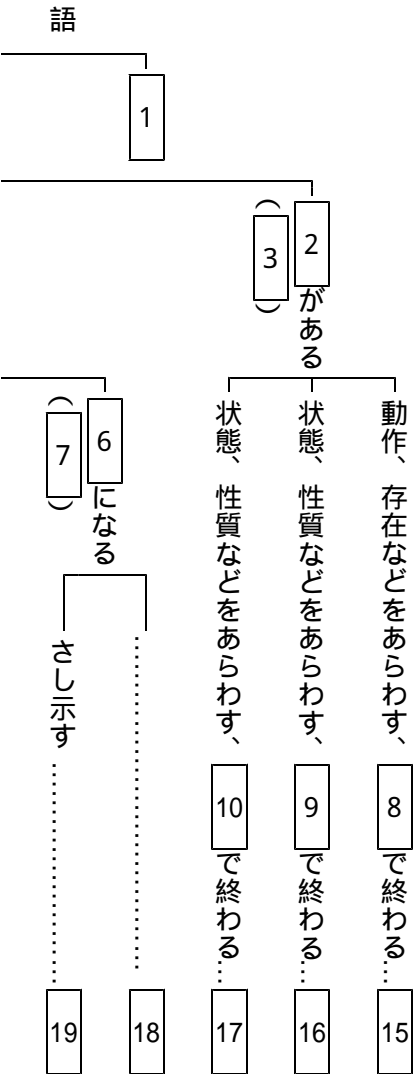 語
1
2がある
(3)
動作、存在などをあらわす、8で終わる…15
状態、性質などをあらわす、9で終わる…16
状態、性質などをあらわす、10で終わる…17
6になる
(7)
………………18
さし示す…………19